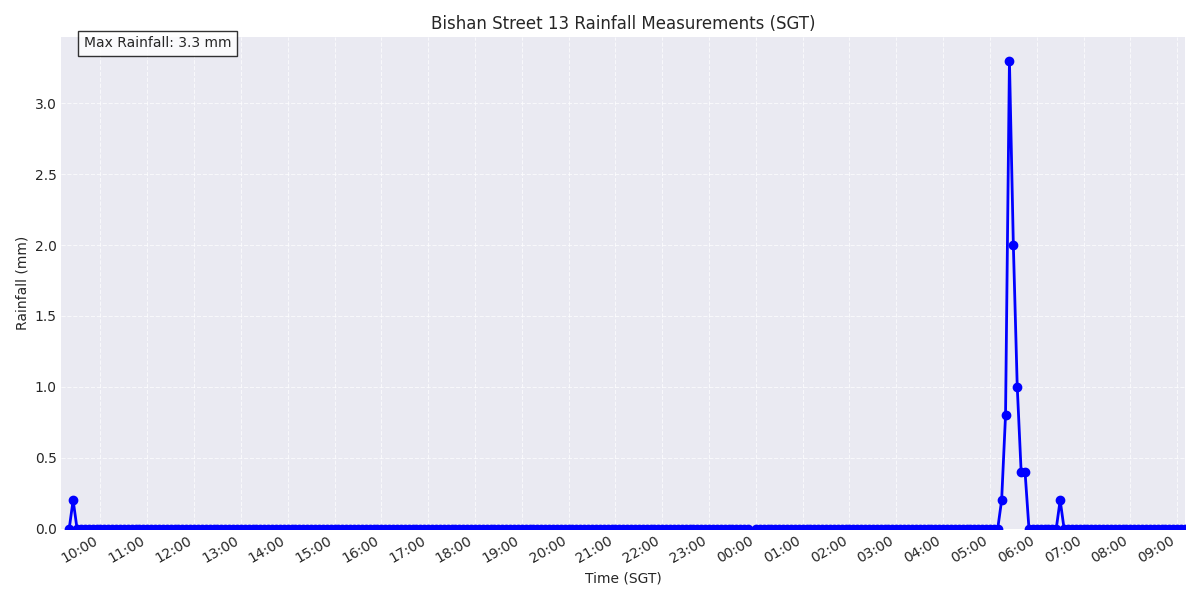 Bishan Street 13 Rainfall Measurements (SGT)
Max Rainfall: 3.3 mm
Rainfall (mm)
3.0
2.5
2.0
1.5
1.0
0.5
0.0
10:00 11:00 12:00 13:00 14:00 15:00 16:00 17:00 18:00 19:00 20:00 21:00 22:00 23:00 00:00 01:00 02:00 03:00 04:00 05:00 06:00 07:00 08:00 09:00
Time (SGT)